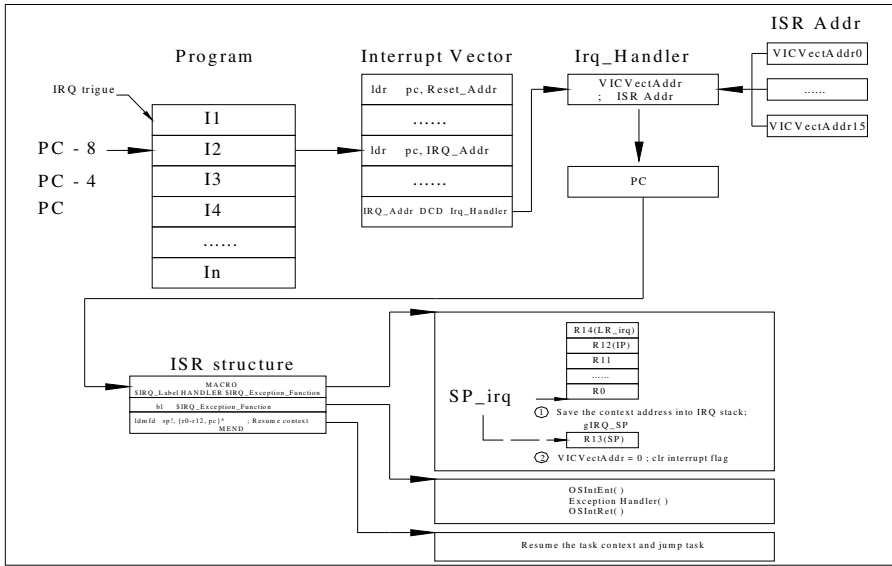 Program
Interrupt Vector
Irq_Handler
ISR Addr
IRQ trigue
PC - 8
PC - 4
PC
I1
I2
I3
I4
......
In
ldr pc, Reset_Addr
......
ldr pc, IRQ_Addr
......
IRQ_Addr DCD Irq_Handler
VICVectAddr
; ISR Addr
PC
VICVectAddr0
......
VICVectAddr15
ISR structure
MACRO
$IRQ_Label HANDLER $IRQ_Exception_Function
bl $IRQ_Exception_Function
ldmfd sp!, {r0-r12, pc}^ ; Resume context
MEND
R14(LR_irq)
R12(IP)
R11
......
R0
SP_irq
1 Save the context address into IRQ stack;
gIRQ_SP
R13(SP)
2 VICVectAddr = 0 ; clr interrupt flag
OSIntEnt( )
Exception Handler( )
OSIntRet( )
Resume the task context and jump task